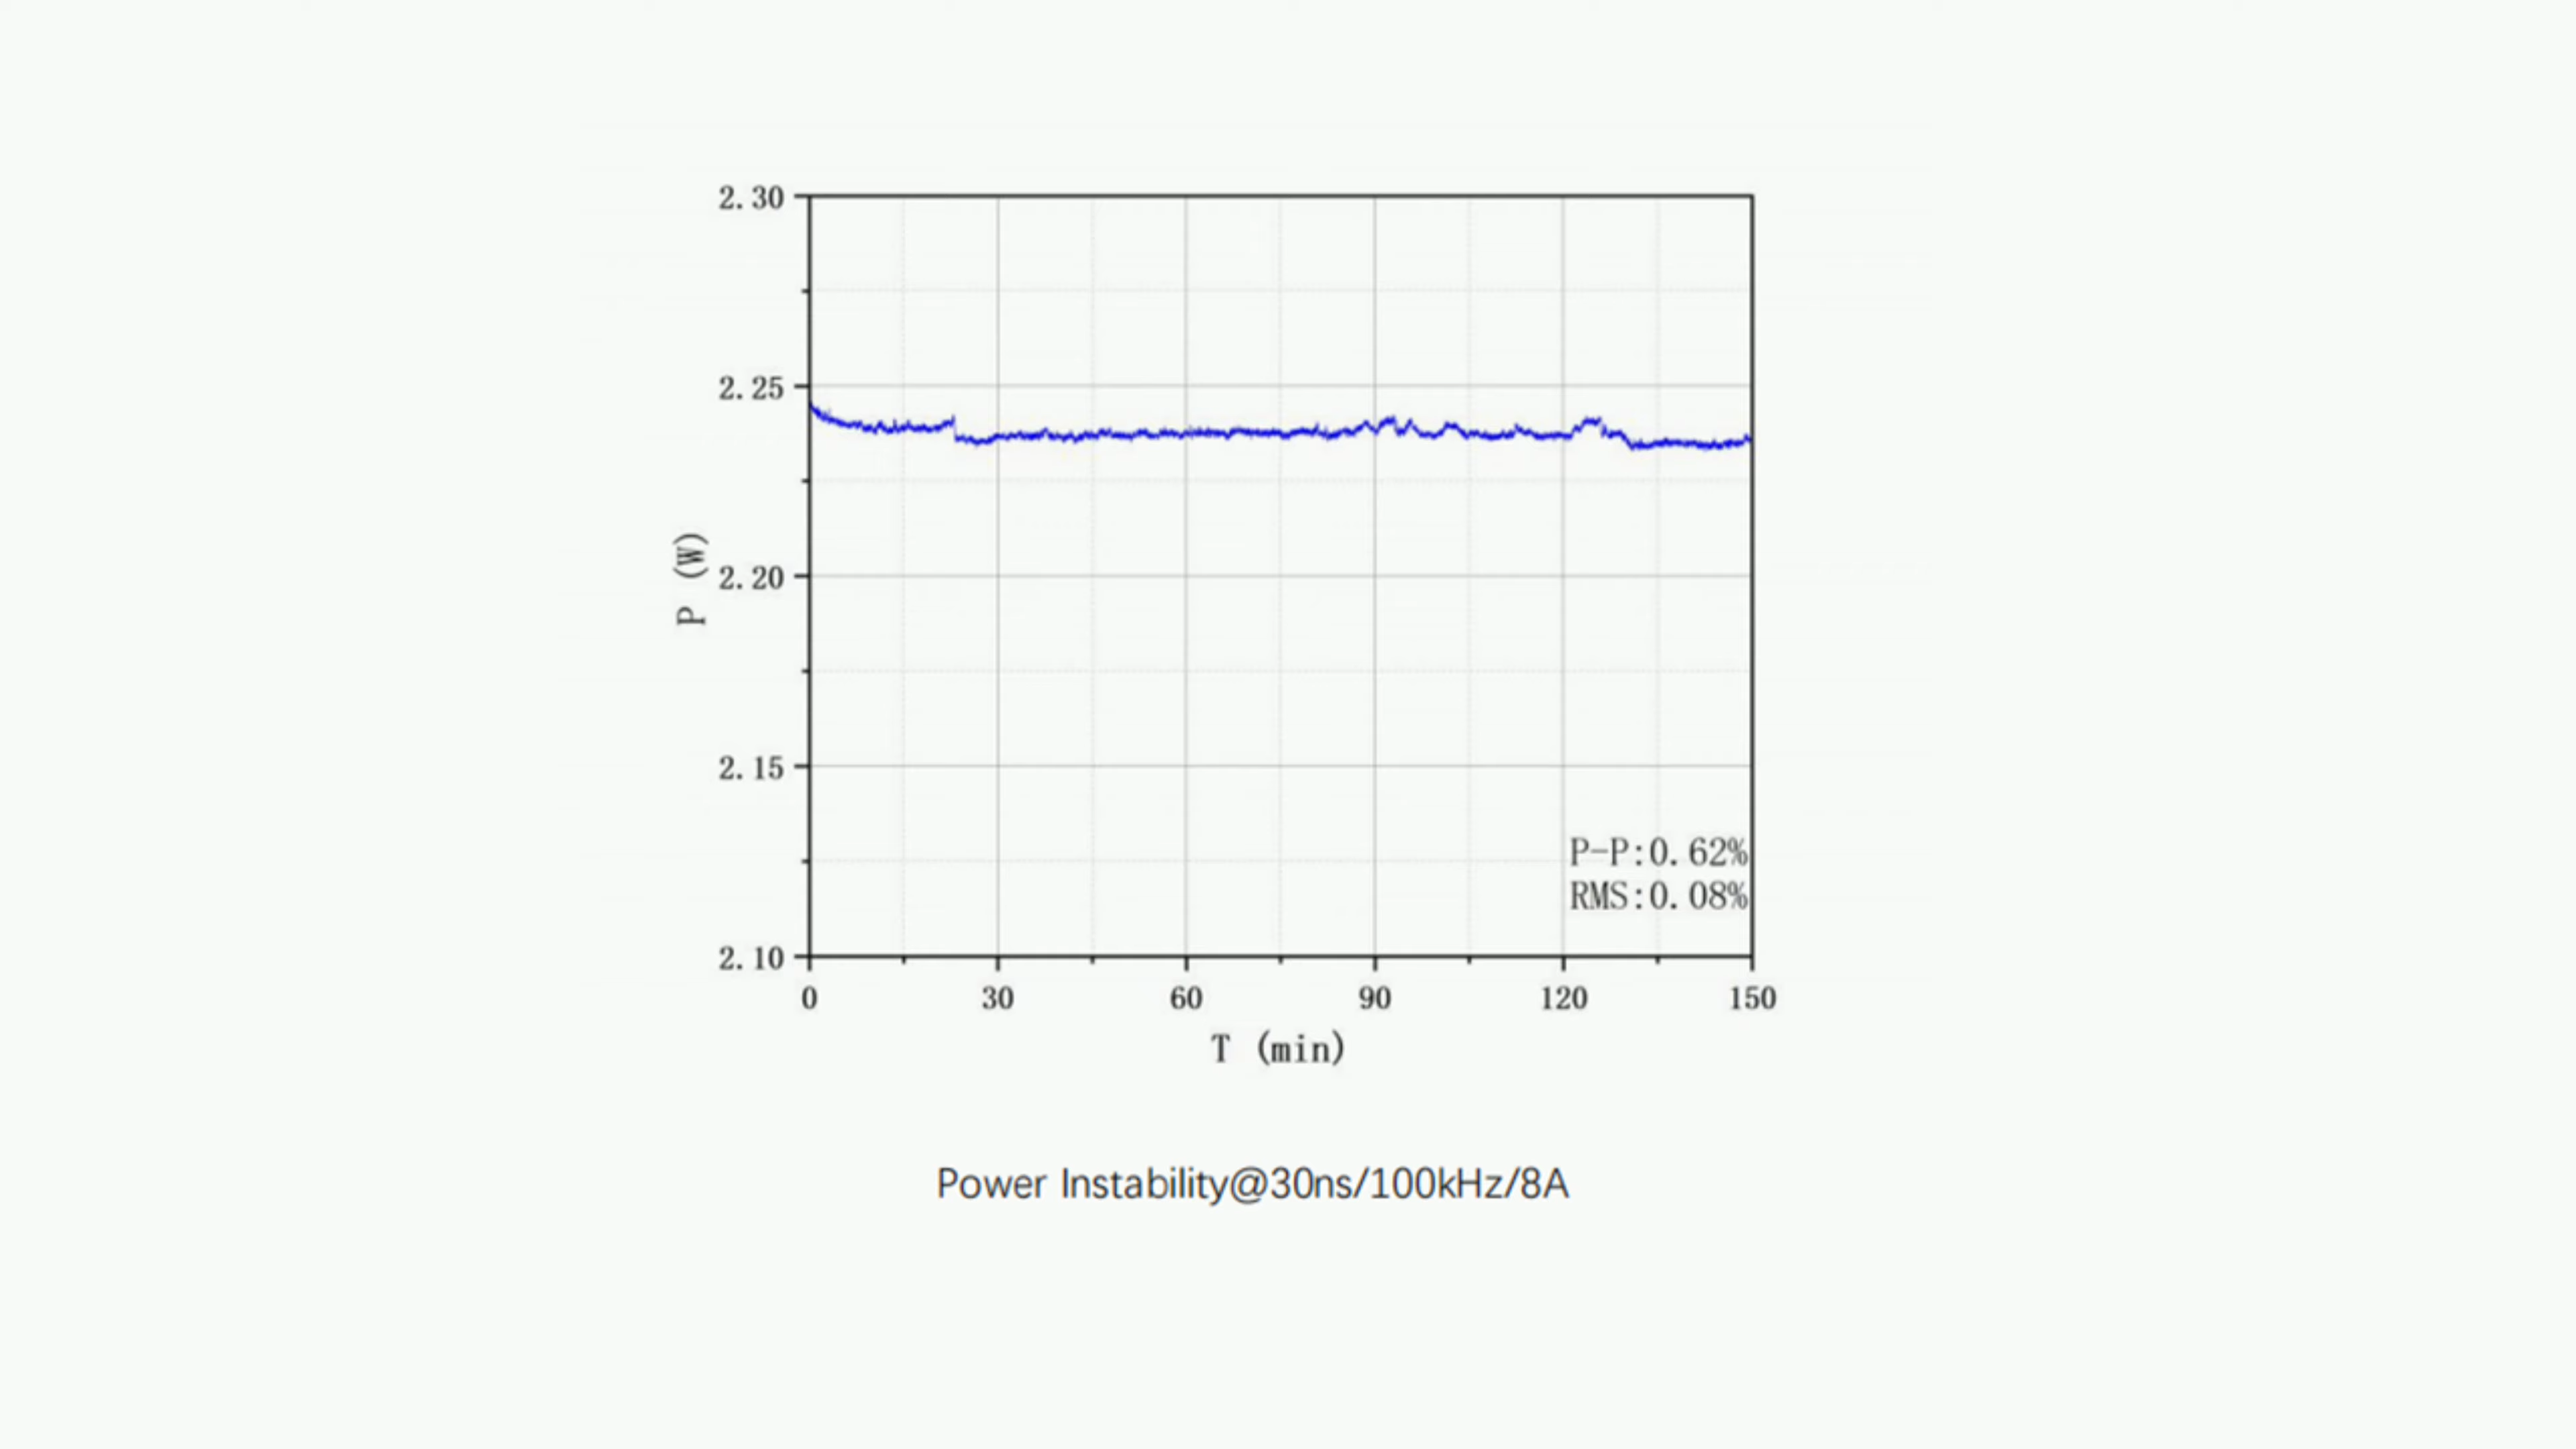 2.30
2.25
2.20
2.15
2.10
P (W)
P-P:0.62%
RMS:0.08%
0 30 60 90 120 150
T (min)
Power Instability@30ns/100kHz/8A